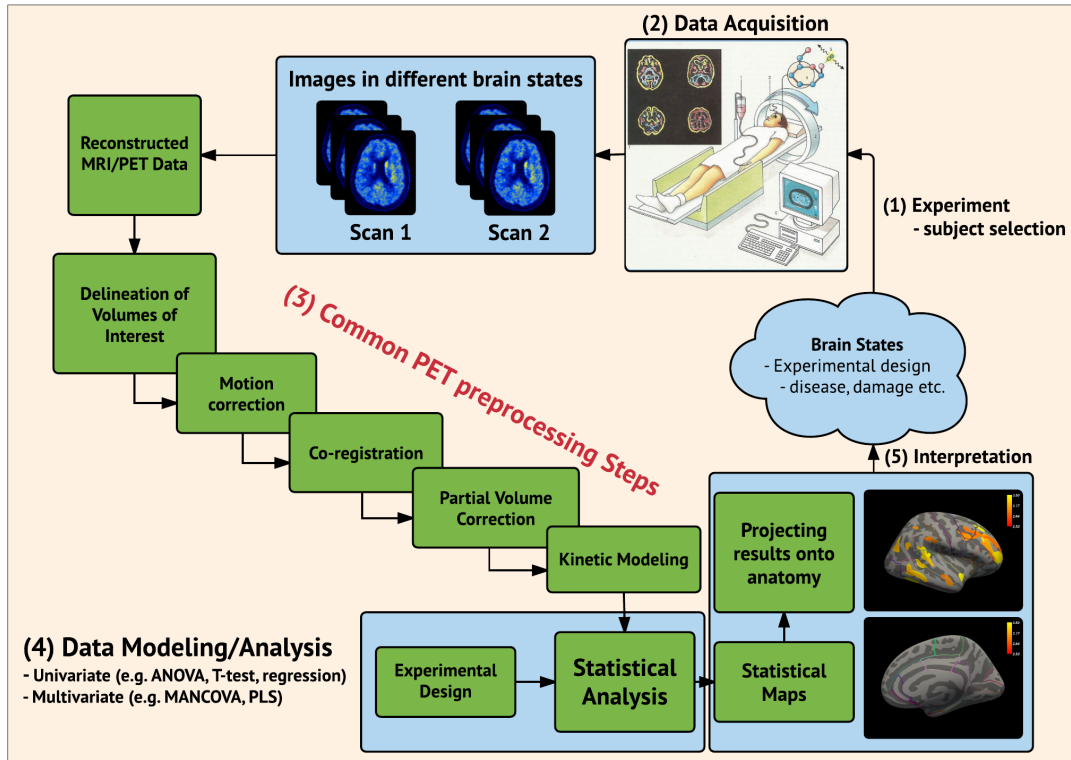 (2) Data Acquisition
Images in different brain states
Scan 1
Scan 2
Reconstructed
MRI/PET Data
(1) Experiment
- subject selection
Delineation of
Volumes of
Interest
(3) Common PET preprocessing Steps
Motion
correction
Co-registration
Partial Volume
Correction
Kinetic Modeling
Brain States
- Experimental design
- disease, damage etc.
(5) Interpretation
Projecting
results onto
anatomy
(4) Data Modeling/Analysis
- Univariate (e.g. ANOVA, T-test, regression)
- Multivariate (e.g. MANCOVA, PLS)
Experimental
Design
Statistical
Analysis
Statistical
Maps